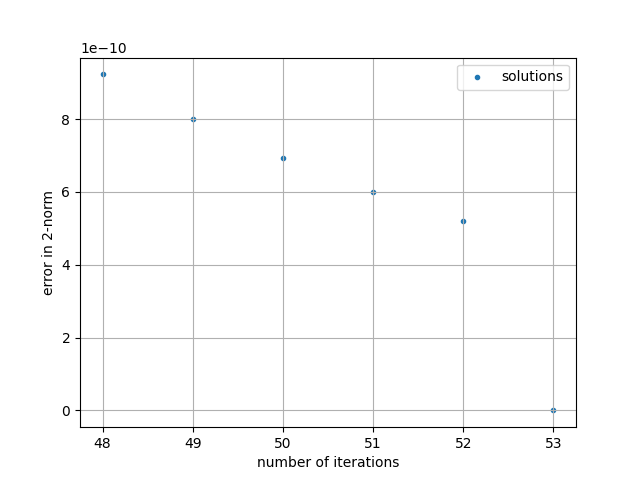 1e−10
solutions
8
6
4
2
0
error in 2-norm
48 49 50 51 52 53
number of iterations